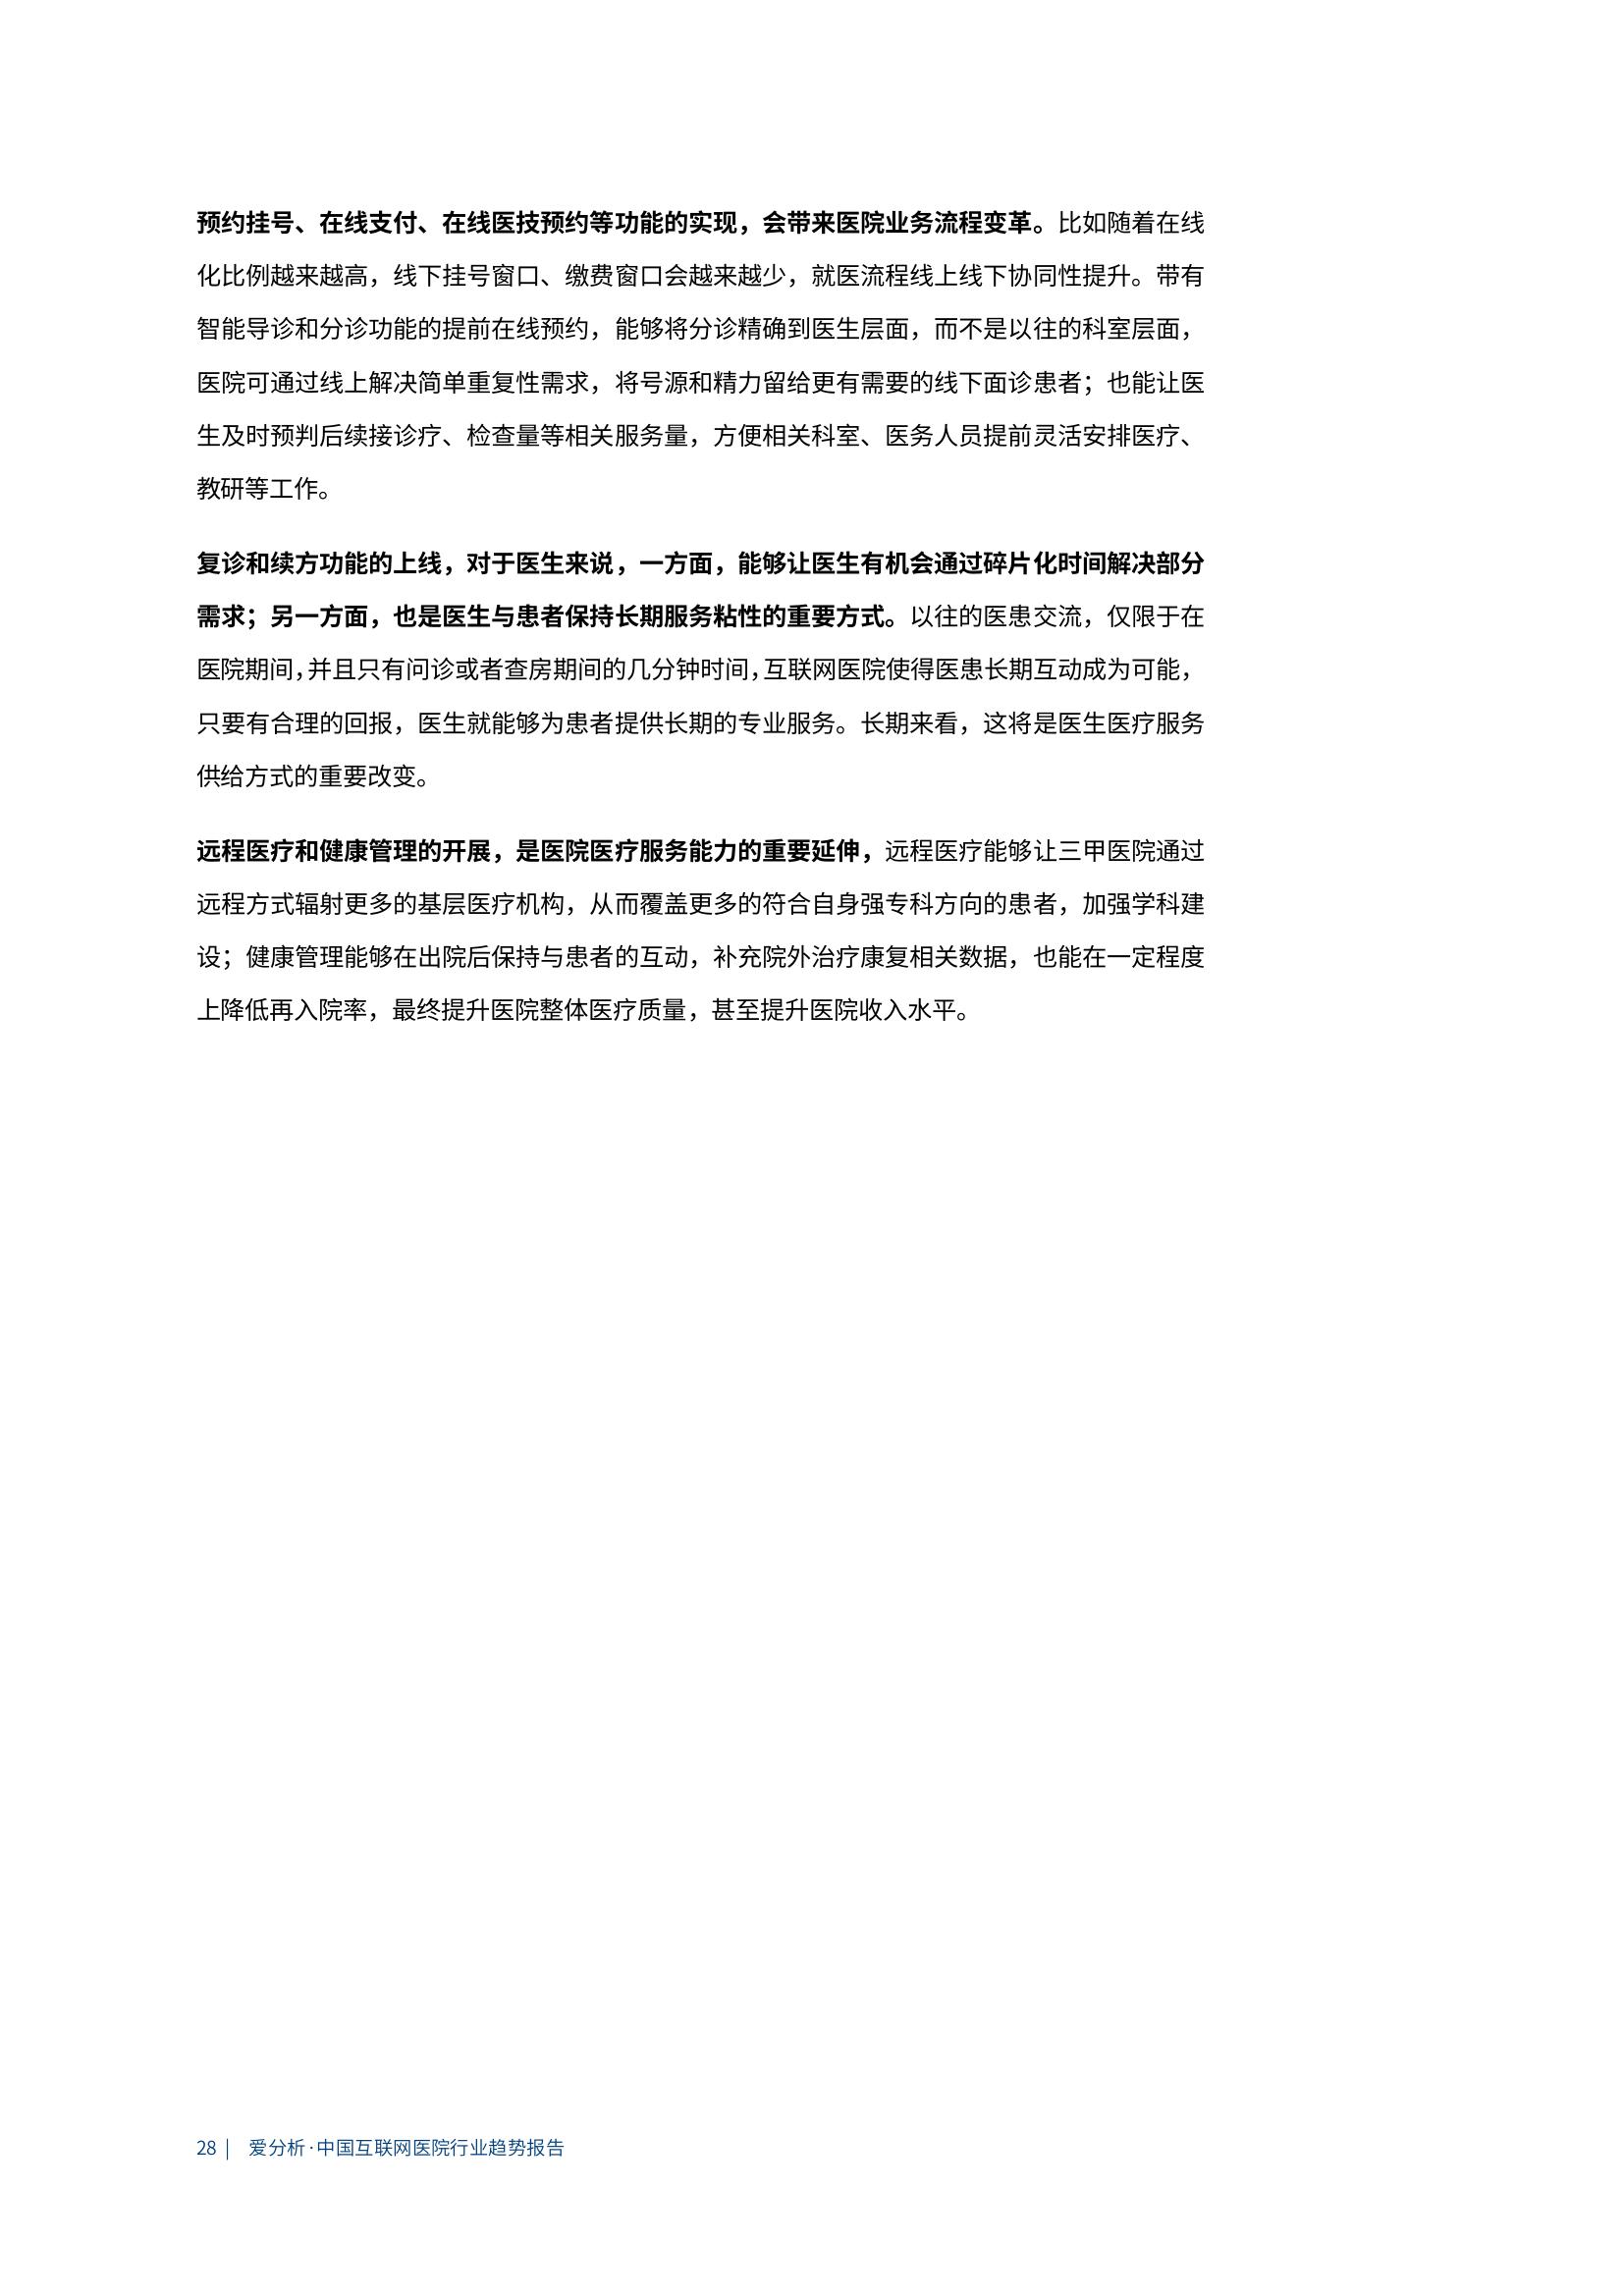 预约挂号、在线支付、在线医技预约等功能的实现，会带来医院业务流程变革。比如随着在线
化比例越来越高，线下挂号窗口、缴费窗口会越来越少，就医流程线上线下协同性提升。带有
智能导诊和分诊功能的提前在线预约，能够将分诊精确到医生层面，而不是以往的科室层面，
医院可通过线上解决简单重复性需求，将号源和精力留给更有需要的线下面诊患者；也能让医
生及时预判后续接诊疗、检查量等相关服务量，方便相关科室、医务人员提前灵活安排医疗、
教研等工作。
复诊和续方功能的上线，对于医生来说，一方面，能够让医生有机会通过碎片化时间解决部分
需求；另一方面，也是医生与患者保持长期服务粘性的重要方式。以往的医患交流，仅限于在
医院期间，并且只有问诊或者查房期间的几分钟时间，互联网医院使得医患长期互动成为可能，
只要有合理的回报，医生就能够为患者提供长期的专业服务。长期来看，这将是医生医疗服务
供给方式的重要改变。
远程医疗和健康管理的开展，是医院医疗服务能力的重要延伸，远程医疗能够让三甲医院通过
远程方式辐射更多的基层医疗机构，从而覆盖更多的符合自身强专科方向的患者，加强学科建
设；健康管理能够在出院后保持与患者的互动，补充院外治疗康复相关数据，也能在一定程度
上降低再入院率，最终提升医院整体医疗质量，甚至提升医院收入水平。
28 | 爱分析·中国互联网医院行业趋势报告